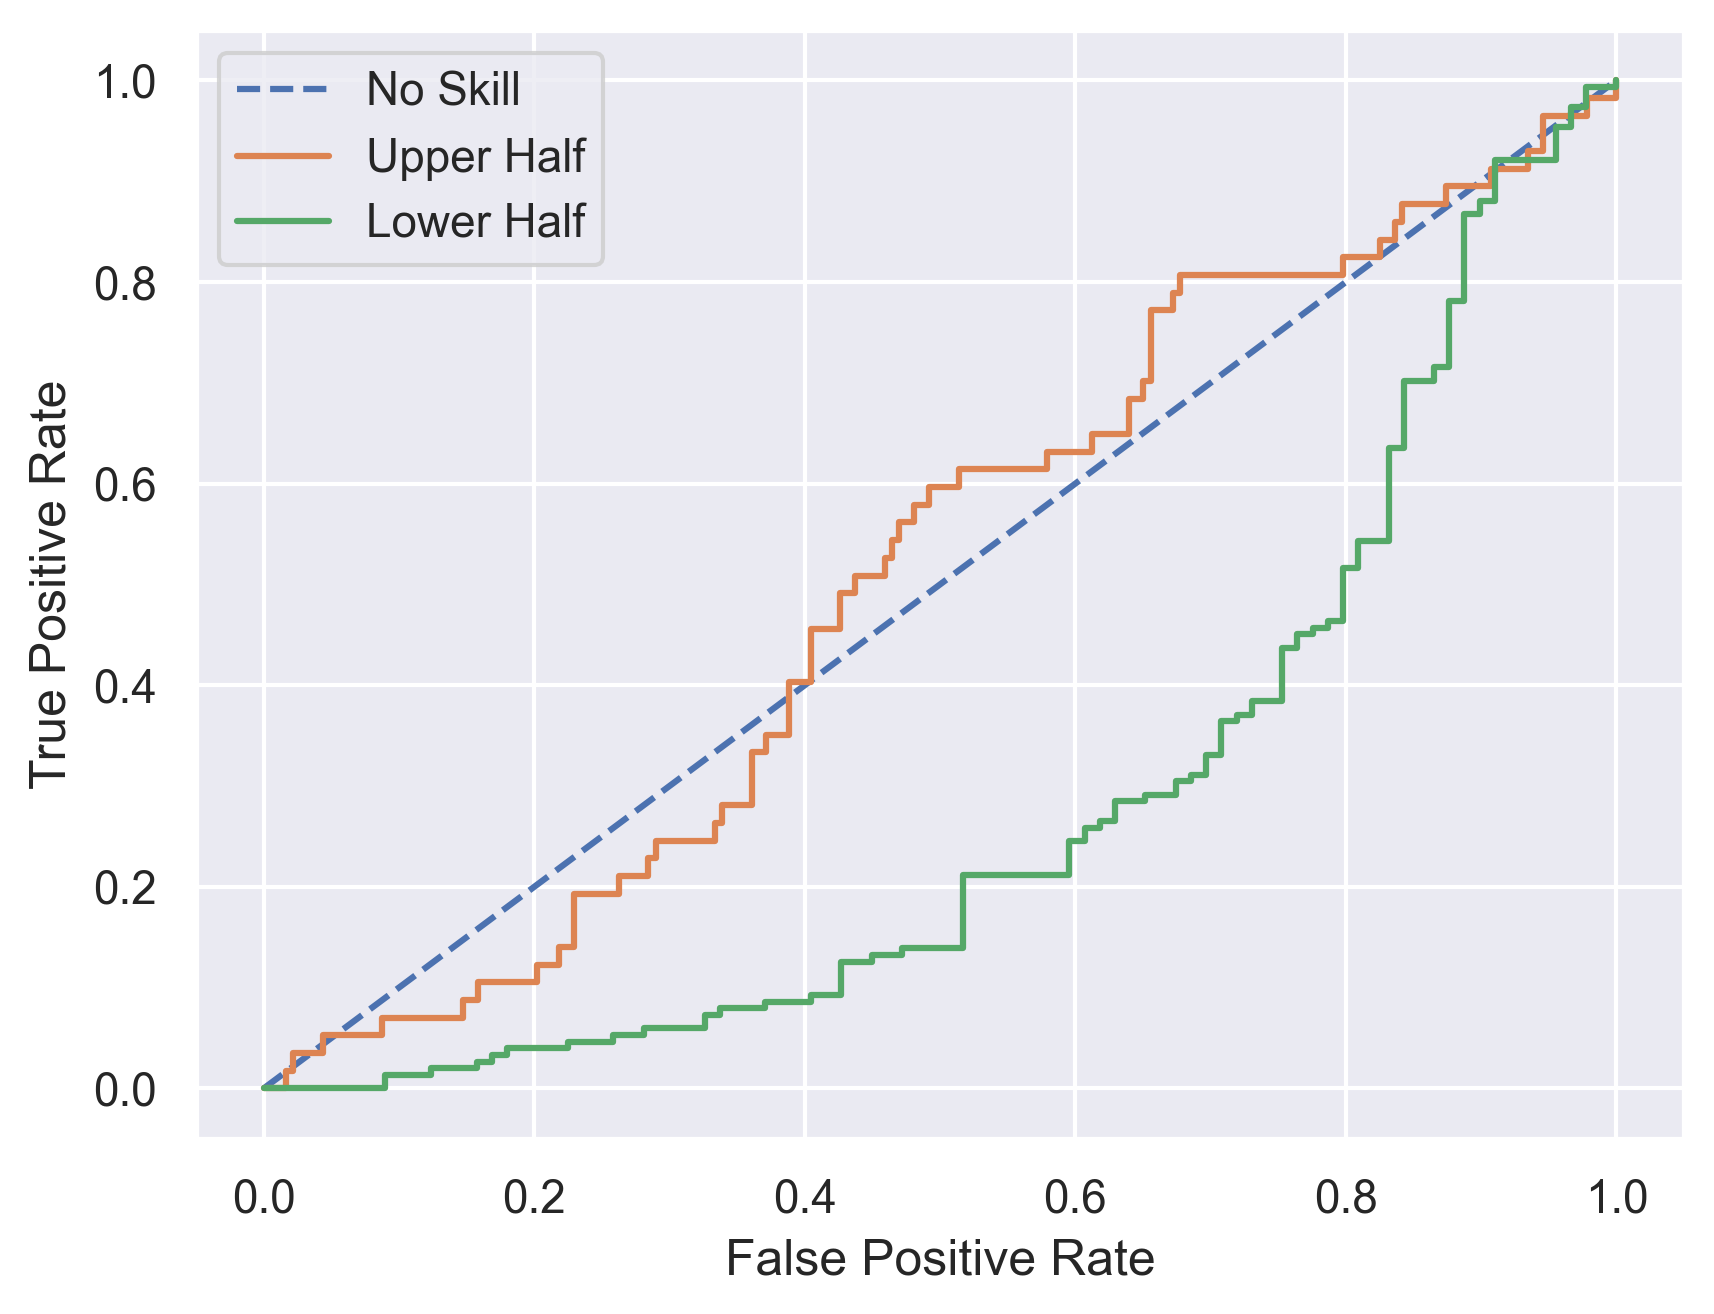 No Skill
Upper Half
Lower Half
True Positive Rate
1.0
0.8
0.6
0.4
0.2
0.0
0.0 0.2 0.4 0.6 0.8 1.0
False Positive Rate